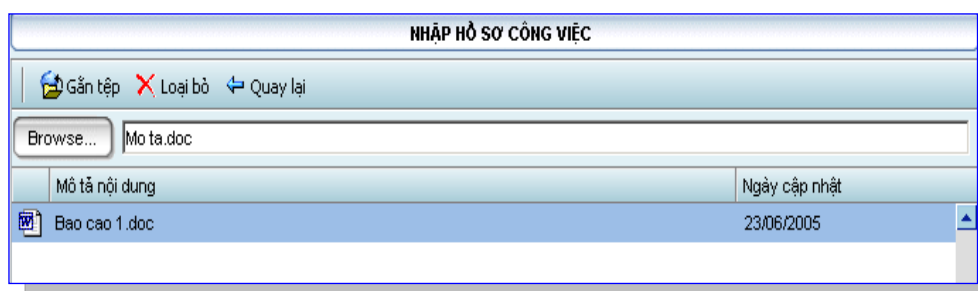 NHẬP HỒ SƠ CÔNG VIỆC
Gắn tệp Loại bỏ Quay lại
Browse... Mo ta.doc
Mô tả nội dung Ngày cập nhật
Bao cao 1.doc 23/06/2005